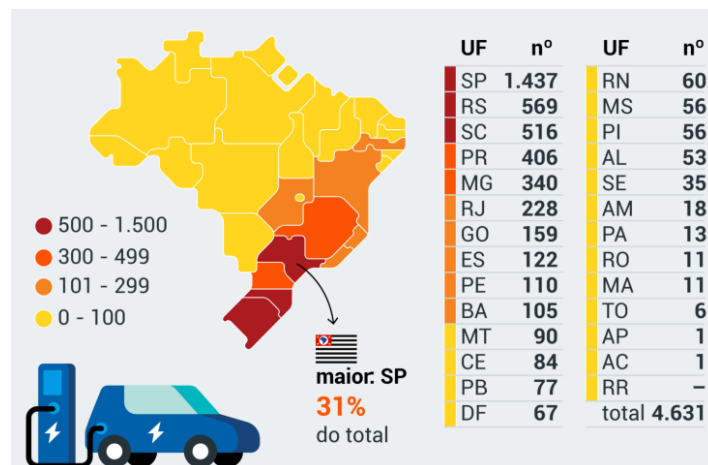 500 - 1.500
300 - 499
101 - 299
0 - 100
maior: SP
31%
do total
UF nº
SP 1.437
RS 569
SC 516
PR 406
MG 340
RJ 228
GO 159
ES 122
PE 110
BA 105
MT 90
CE 84
PB 77
DF 67
UF nº
RN 60
MS 56
PI 56
AL 53
SE 35
AM 18
PA 13
RO 11
MA 11
TO 6
AP 1
AC 1
RR –
total 4.631